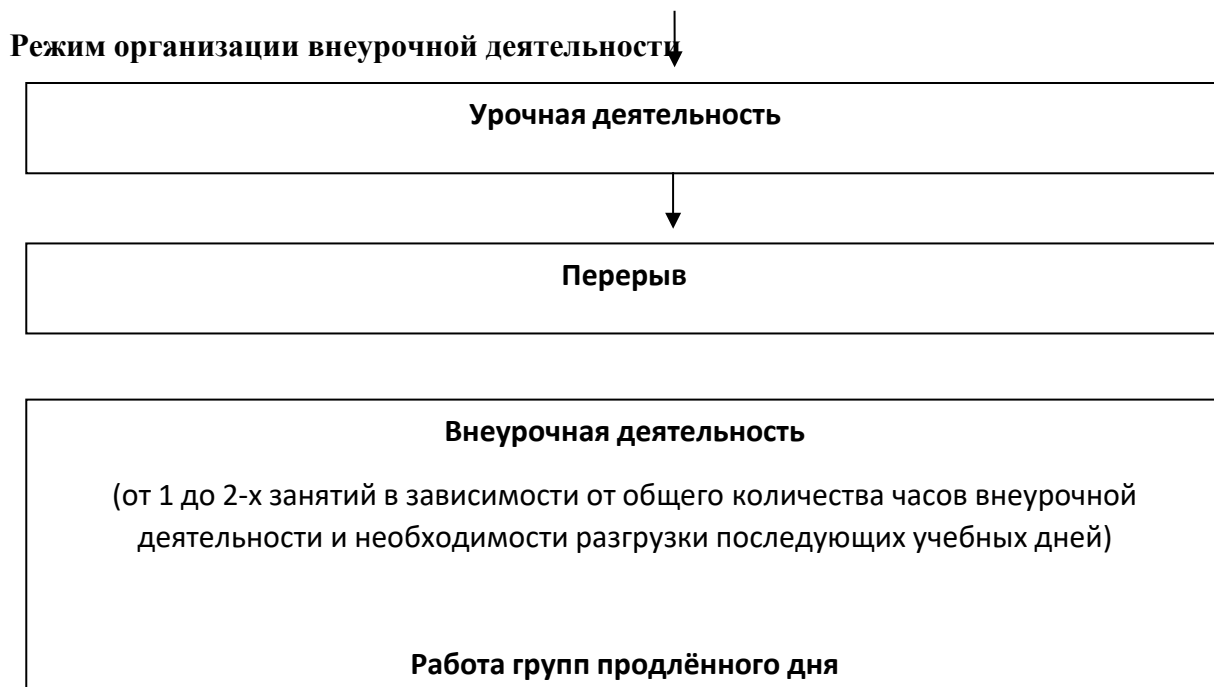 Режим организации внеурочной деятельности
Урочная деятельность
Перерыв
Внеурочная деятельность
(от 1 до 2-х занятий в зависимости от общего количества часов внеурочной
деятельности и необходимости разгрузки последующих учебных дней)
Работа групп продлённого дня